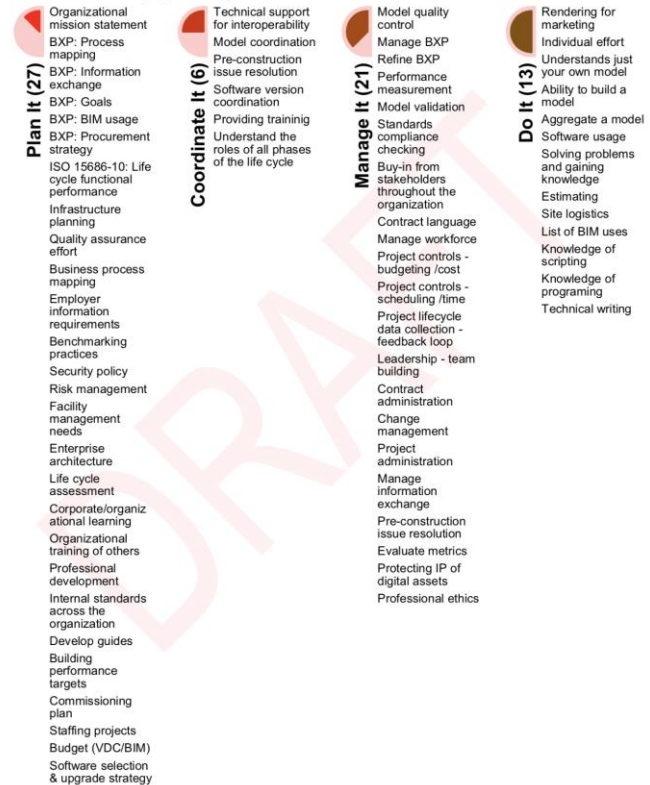 Plan It (27)
Organizational
mission statement
BXP: Process
mapping
BXP: Information
exchange
BXP: Goals
BXP: BIM usage
BXP: Procurement
strategy
ISO 15686-10: Life
cycle functional
performance
Infrastructure
planning
Quality assurance
effort
Business process
mapping
Employer
information
requirements
Benchmarking
practices
Security policy
Risk management
Facility
management
needs
Enterprise
architecture
Life cycle
assessment
Corporate/organiz
ational learning
Organizational
training of others
Professional
development
Internal standards
across the
organization
Develop guides
Building
performance
targets
Commissioning
plan
Staffing projects
Budget (VDC/BIM)
Software selection
& upgrade strategy
Coordinate It (6)
Technical support
for interoperability
Model coordination
Pre-construction
issue resolution
Software version
coordination
Providing traininig
Understand the
roles of all phases
of the life cycle
Manage It (21)
Model quality
control
Manage BXP
Refine BXP
Performance
measurement
Model validation
Standards
compliance
checking
Buy-in from
stakeholders
throughout the
organization
Contract language
Manage workforce
Project controls -
budgeting /cost
Project controls -
scheduling /time
Project lifecycle
data collection -
feedback loop
Leadership - team
building
Contract
administration
Change
management
Project
administration
Manage
information
exchange
Pre-construction
issue resolution
Evaluate metrics
Protecting IP of
digital assets
Professional ethics
Do It (13)
Rendering for
marketing
Individual effort
Understands just
your own model
Ability to build a
model
Aggregate a model
Software usage
Solving problems
and gaining
knowledge
Estimating
Site logistics
List of BIM uses
Knowledge of
scripting
Knowledge of
programing
Technical writing
DRAFT